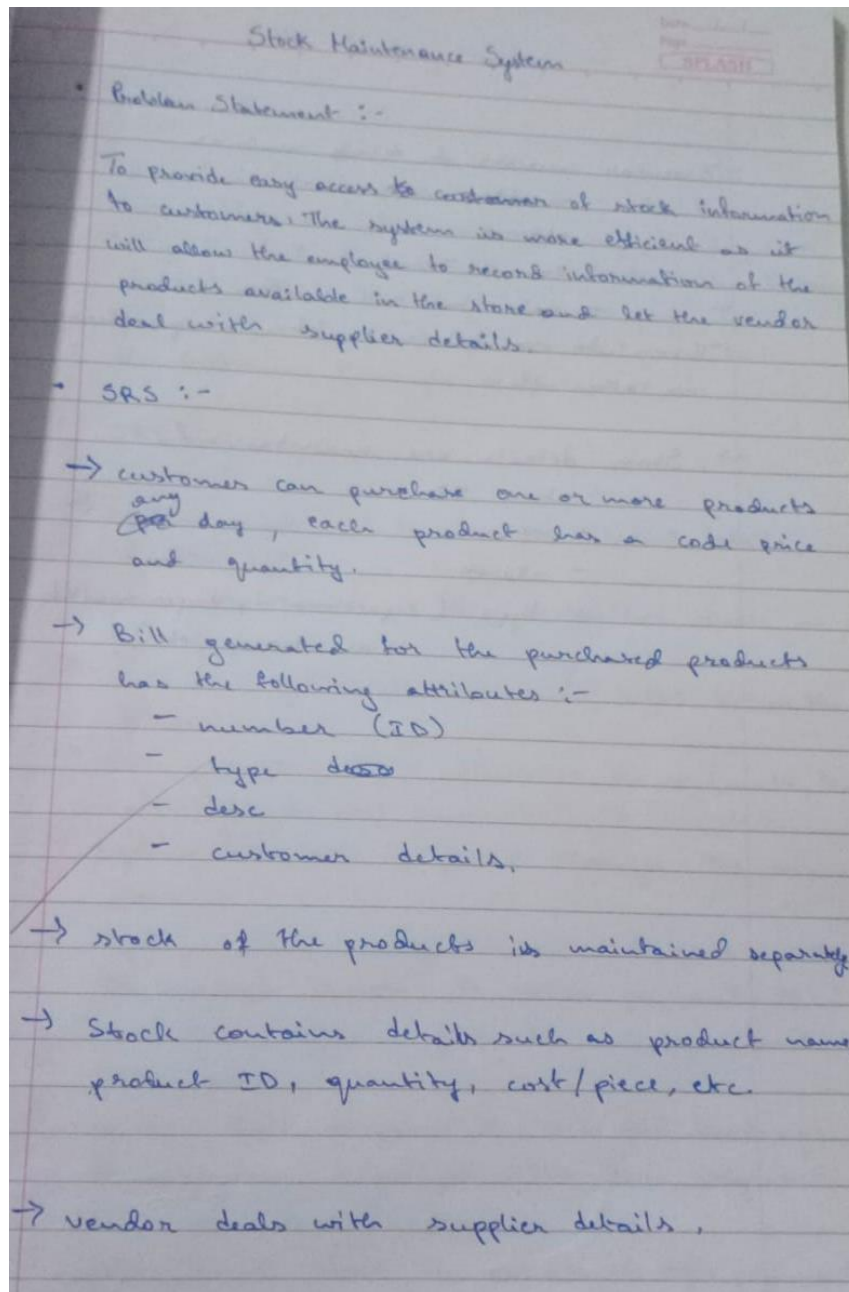 Date
Page
SPLASH
Stock Maintenance System
• Problem Statement :-
To provide easy access to of stock information
to customers. The system is more efficient as it
will allow the employee to record information of the
products available in the store and let the vendor
deal with supplier details.
• SRS :-
→ customer can purchase one or more products
any
day, each product has a code price
and quantity.
→ Bill generated for the purchased products
has the following attributes :-
- number (ID)
- type
- desc
- customer details.
→ stock of the products is maintained separately
→ Stock contains details such as product name
product ID, quantity, cost/piece, etc.
→ vendor deals with supplier details.